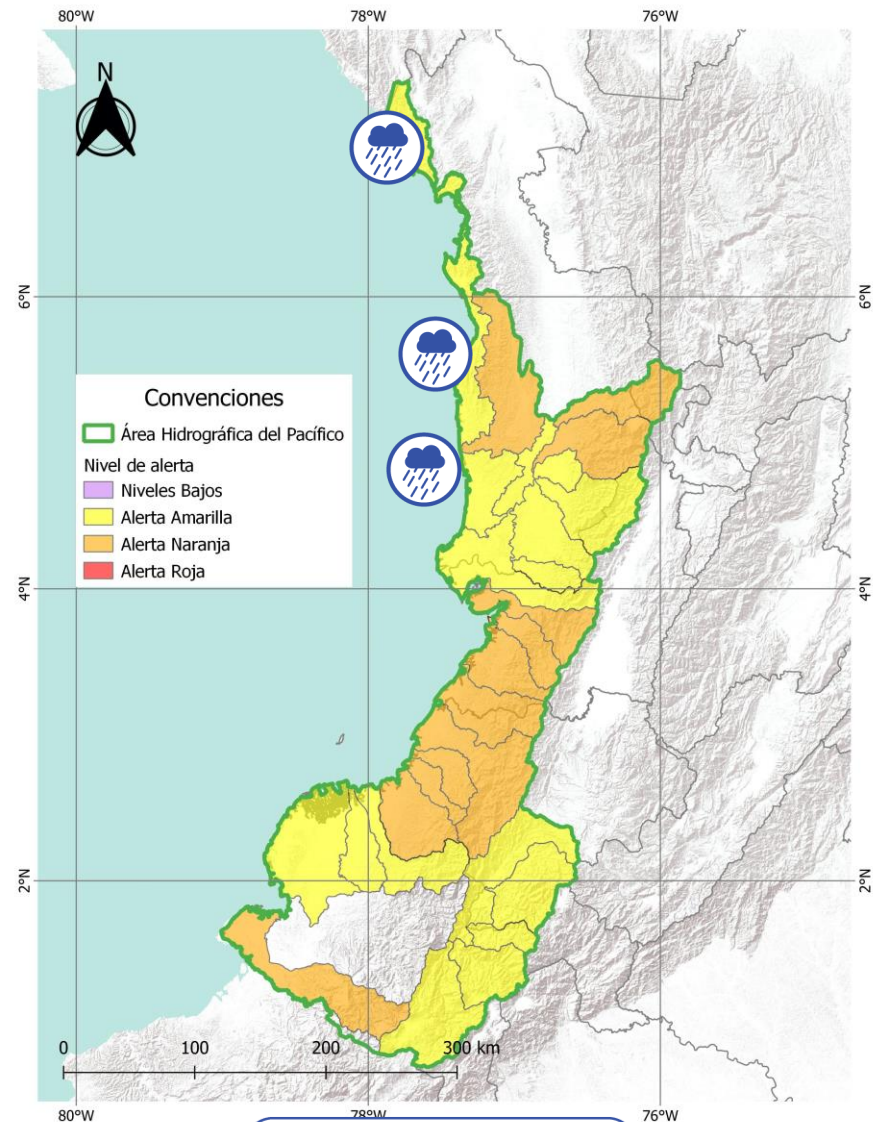 80°W 78°W 76°W
N
6°N 6°N
Convenciones
Área Hidrográfica del Pacífico
Nivel de alerta
Niveles Bajos
Alerta Amarilla
Alerta Naranja
Alerta Roja
4°N 4°N
2°N 2°N
0 100 200 300 km
80°W 78°W 76°W